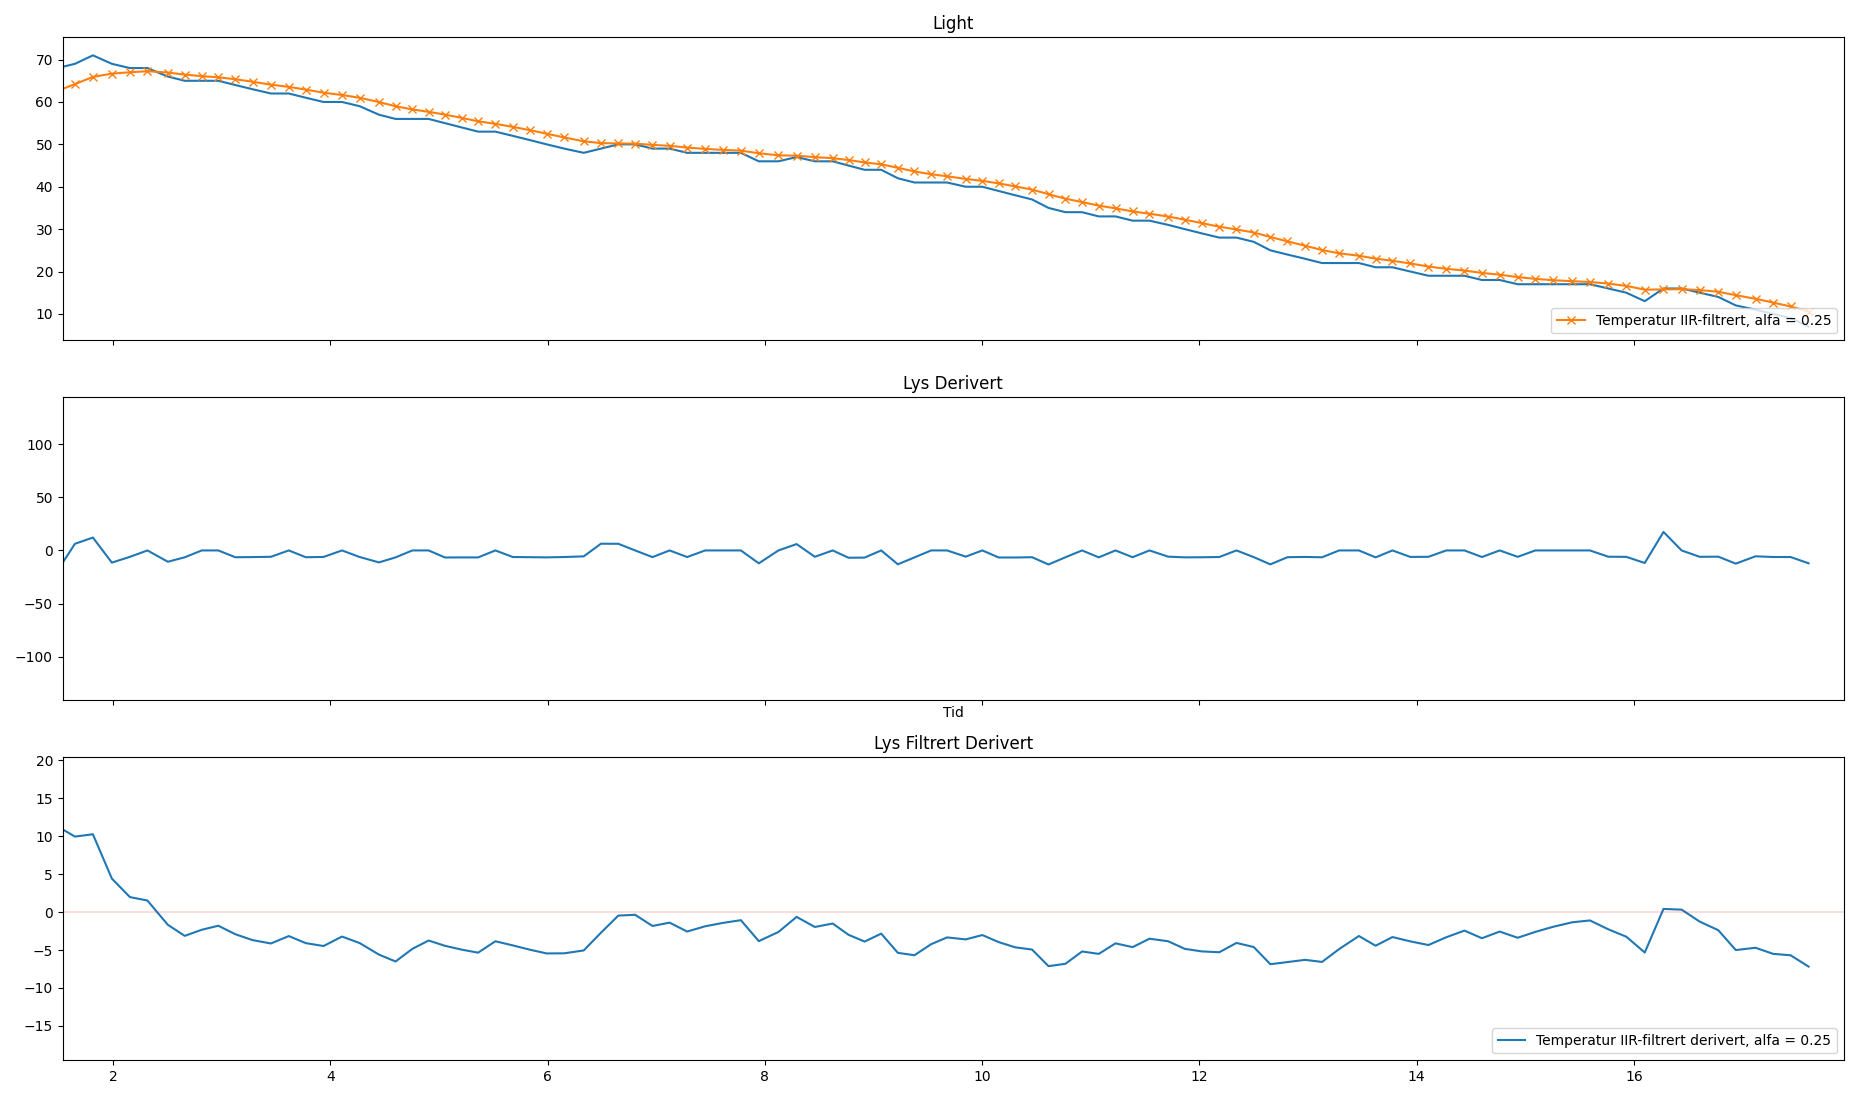 Light
70
60
50
40
30
20
10
Temperatur IIR-filtrert, alfa = 0.25
Lys Derivert
100
50
0
−50
−100
Tid
Lys Filtrert Derivert
20
15
10
5
0
−5
−10
−15
Temperatur IIR-filtrert derivert, alfa = 0.25
2 4 6 8 10 12 14 16